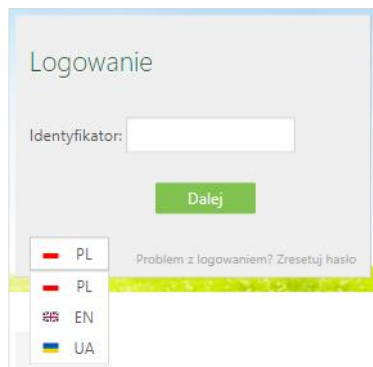 Logowanie
Identyfikator:
Dalej
PL
Problem z logowaniem? Zresetuj hasło
PL
EN
UA